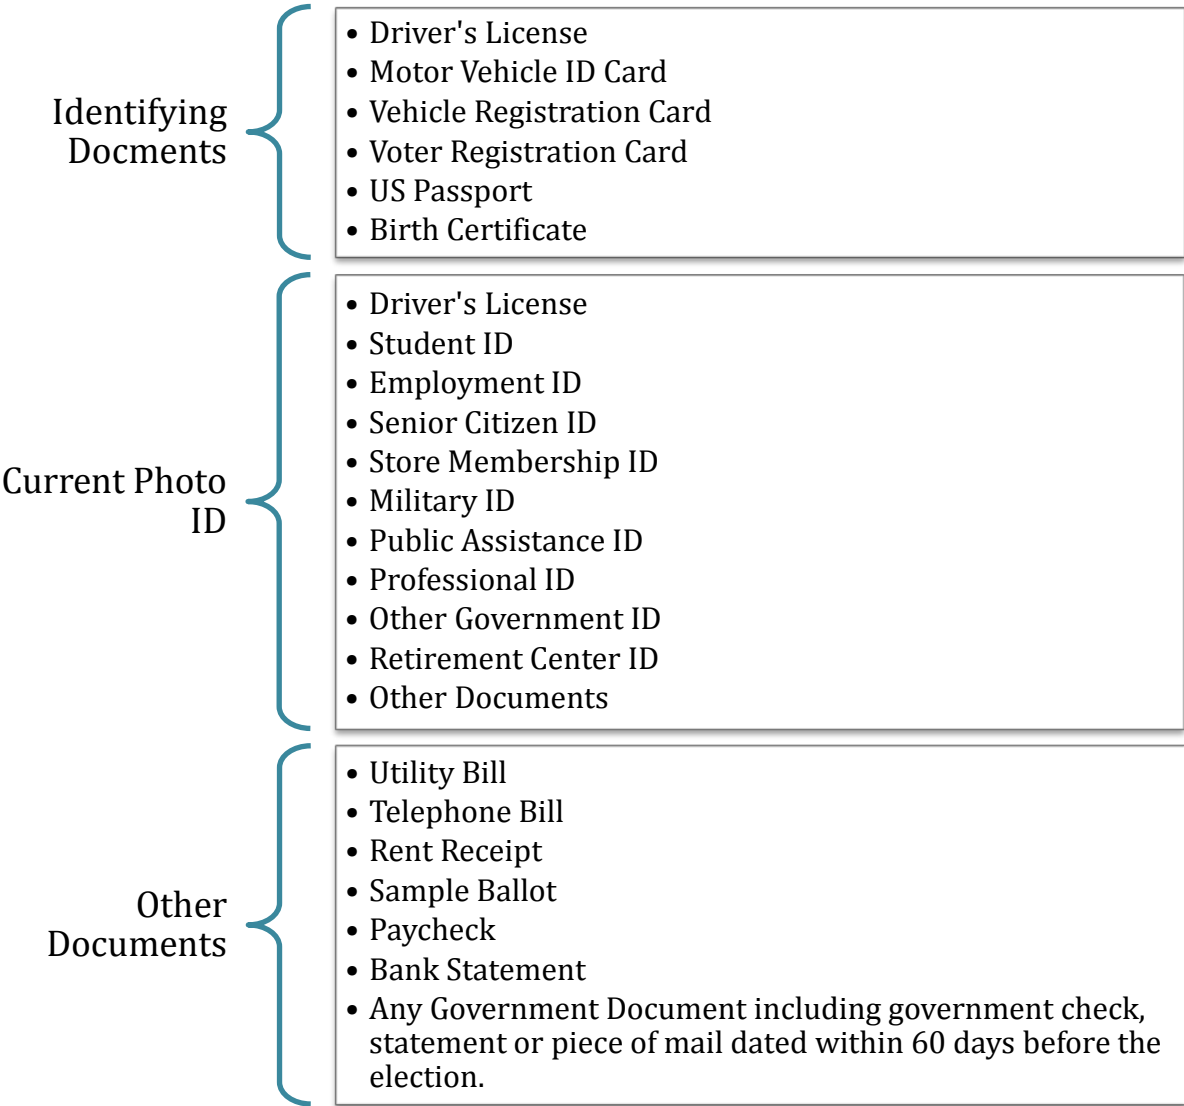 Identifying
Docments
• Driver's License
• Motor Vehicle ID Card
• Vehicle Registration Card
• Voter Registration Card
• US Passport
• Birth Certificate
Current Photo
ID
• Driver's License
• Student ID
• Employment ID
• Senior Citizen ID
• Store Membership ID
• Military ID
• Public Assistance ID
• Professional ID
• Other Government ID
• Retirement Center ID
• Other Documents
Other
Documents
• Utility Bill
• Telephone Bill
• Rent Receipt
• Sample Ballot
• Paycheck
• Bank Statement
• Any Government Document including government check,
statement or piece of mail dated within 60 days before the
election.